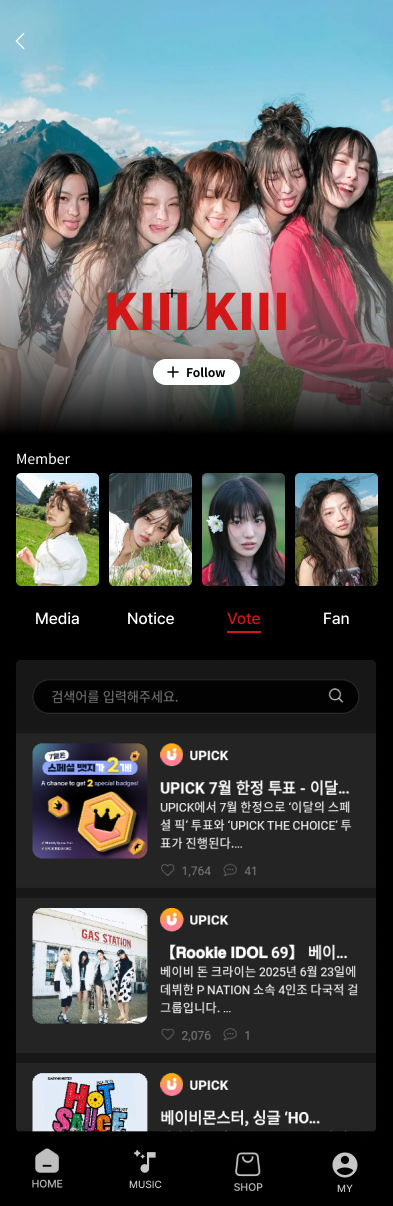 KIII KIII
+ Follow
Member
Media Notice Vote Fan
검색어를 입력해주세요.
7월은
스페셜 뱃지가 2개!
A chance to get 2 special badges!
UPICK
UPICK 7월 한정 투표 - 이달...
UPICK에서 7월 한정으로 ‘이달의 스페
셜 픽’ 투표와 ‘UPICK THE CHOICE’ 투
표가 진행된다....
1,764 41
GAS STATION
UPICK
【Rookie IDOL 69】 베이...
베이비 돈 크라이는 2025년 6월 23일에
데뷔한 P NATION 소속 4인조 다국적 걸
그룹입니다. ...
2,076 1
HOT
SAUCE
UPICK
베이비몬스터, 싱글 ‘HO...
HOME MUSIC SHOP MY